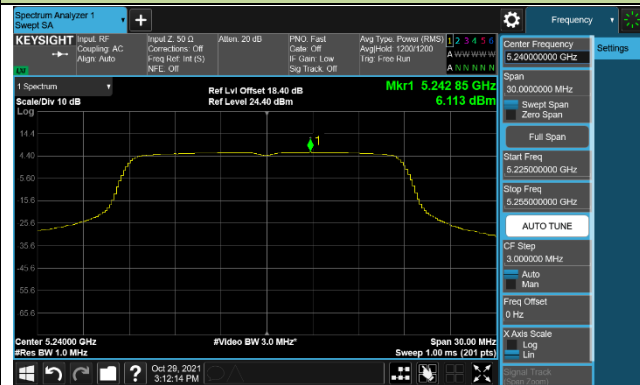 Spectrum Analyzer 1
Swept SA
Frequency
KEYSIGHT
Input: RF
Coupling: AC
Align: Auto
Input Z: 50 Ω
Corrections: Off
Freq Ref: Int (S)
NFE: Off
Atten: 20 dB
PNO: Fast
Gate: Off
IF Gain: Low
Sig Track: Off
Avg Type: Power (RMS)
Avg|Hold: 1200/1200
Trig: Free Run
1 2 3 4 5 6
A W W W W W
A N N N N N
LNI
1 Spectrum
Scale/Div 10 dB
Log
Ref Lvl Offset 18.40 dB
Ref Level 24.40 dBm
Mkr1 5.242 85 GHz
6.113 dBm
14.4
4.40
-5.60
-15.6
-25.6
-35.6
-45.6
-55.6
-65.6
1
Center 5.24000 GHz
#Res BW 1.0 MHz
#Video BW 3.0 MHz*
Span 30.00 MHz
Sweep 1.00 ms (201 pts)
Oct 29, 2021
3:12:14 PM
Center Frequency
5.240000000 GHz
Span
30.0000000 MHz
Swept Span
Zero Span
Full Span
Start Freq
5.225000000 GHz
Stop Freq
5.255000000 GHz
AUTO TUNE
CF Step
3.000000 MHz
Auto
Man
Freq Offset
0 Hz
X Axis Scale
Log
Lin
Signal Track
(Span Zoom)
Settings